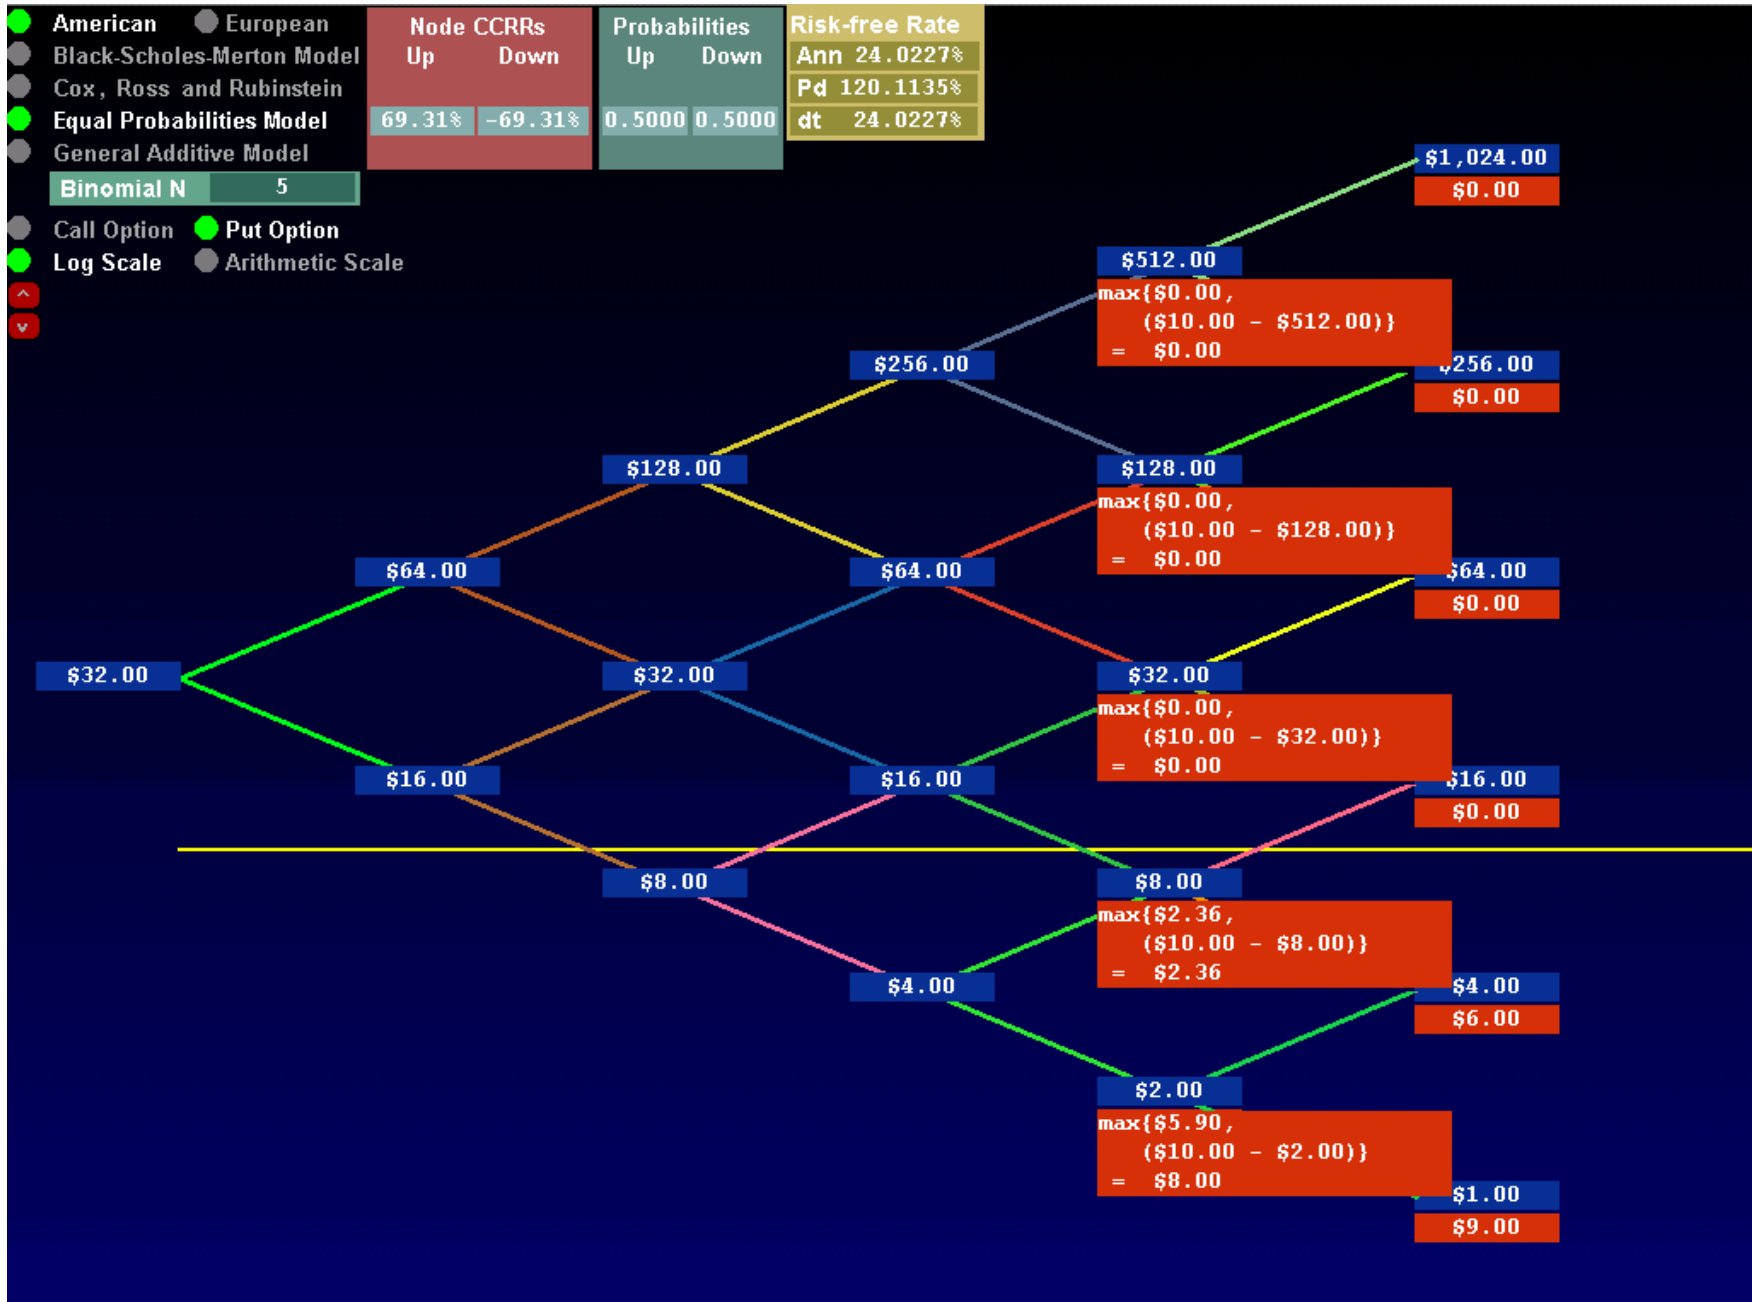 American European
Black-Scholes-Merton Model
Cox, Ross and Rubinstein
Equal Probabilities Model
General Additive Model
Binomial N 5
Call Option Put Option
Log Scale Arithmetic Scale
Node CCRRs
Up Down
69.31% -69.31%
Probabilities
Up Down
0.5000 0.5000
Risk-free Rate
Ann 24.0227%
Pd 120.1135%
dt 24.0227%
$32.00
$64.00
$16.00
$128.00
$32.00
$8.00
$256.00
$64.00
$16.00
$4.00
$512.00
max{$0.00,
($10.00 - $512.00)}
= $0.00
$128.00
max{$0.00,
($10.00 - $128.00)}
= $0.00
$32.00
max{$0.00,
($10.00 - $32.00)}
= $0.00
$8.00
max{$2.36,
($10.00 - $8.00)}
= $2.36
$2.00
max{$5.90,
($10.00 - $2.00)}
= $8.00
$1,024.00
$0.00
$256.00
$0.00
$64.00
$0.00
$16.00
$0.00
$4.00
$6.00
$1.00
$9.00